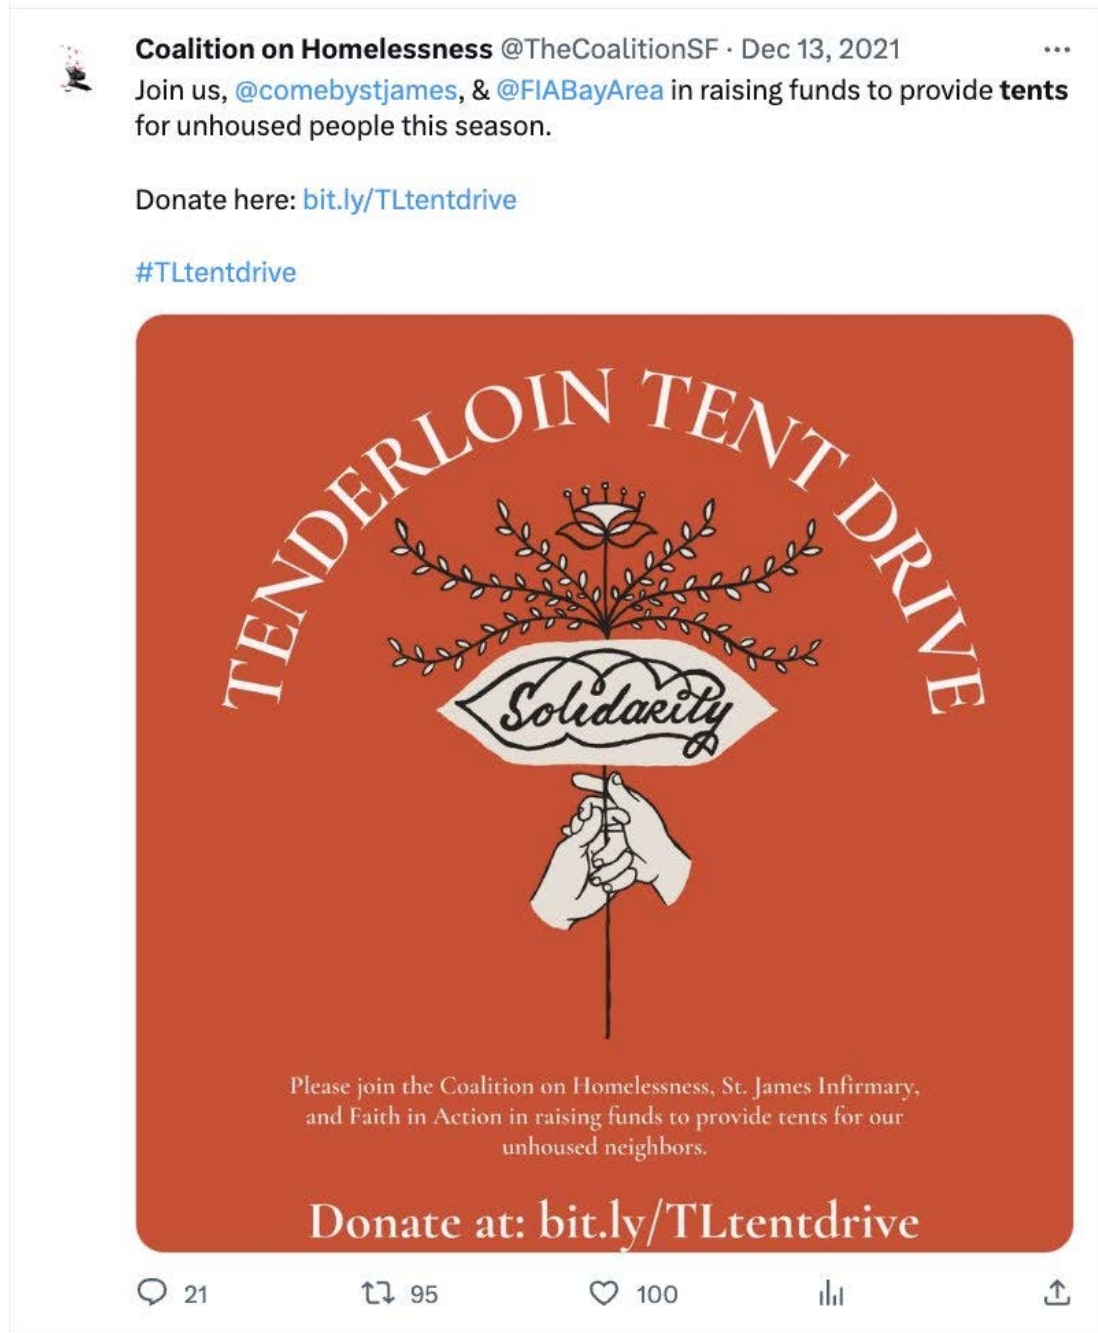 Coalition on Homelessness @TheCoalitionSF · Dec 13, 2021
Join us, @comebystjames, & @FIABayArea in raising funds to provide tents
for unhoused people this season.
Donate here: bit.ly/TLtentdrive
#TLtentdrive
TENDERLOIN TENT DRIVE
Solidarity
Please join the Coalition on Homelessness, St. James Infirmary,
and Faith in Action in raising funds to provide tents for our
unhoused neighbors.
Donate at: bit.ly/TLtentdrive
21 95 100